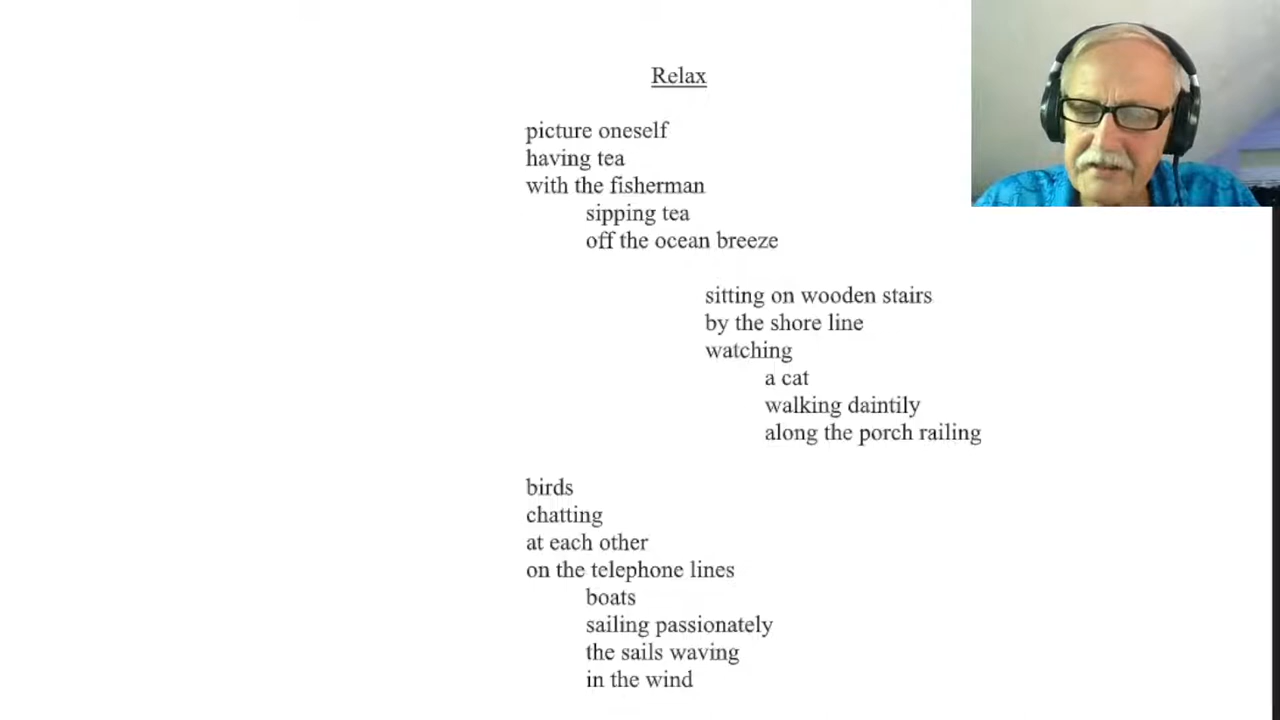 Relax
picture oneself
having tea
with the fisherman
sipping tea
off the ocean breeze
sitting on wooden stairs
by the shore line
watching
a cat
walking daintily
along the porch railing
birds
chatting
at each other
on the telephone lines
boats
sailing passionately
the sails waving
in the wind